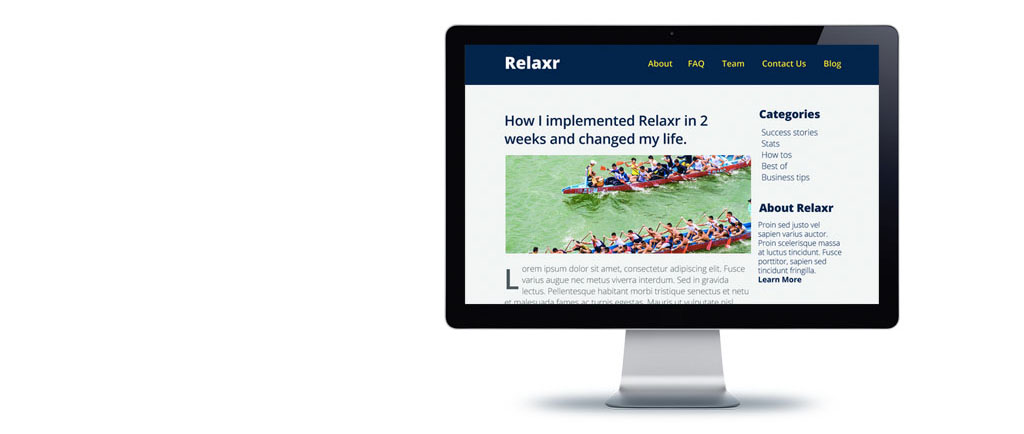 Relaxr
About FAQ Team Contact Us Blog
How I implemented Relaxr in 2
weeks and changed my life.
Lorem ipsum dolor sit amet, consectetur adipiscing elit. Fusce
varius augue nec metus viverra interdum. Sed in gravida
lectus. Pellentesque habitant morbi tristique senectus et netu
et malesuada fames ac turpis egestas. Mauris ut vulputate nisi
Categories
Success stories
Stats
How tos
Best of
Business tips
About Relaxr
Proin sed justo vel
sapien varius auctor.
Proin scelerisque massa
at luctus tincidunt. Fusce
porttitor, sapien sed
tincidunt fringilla.
Learn More